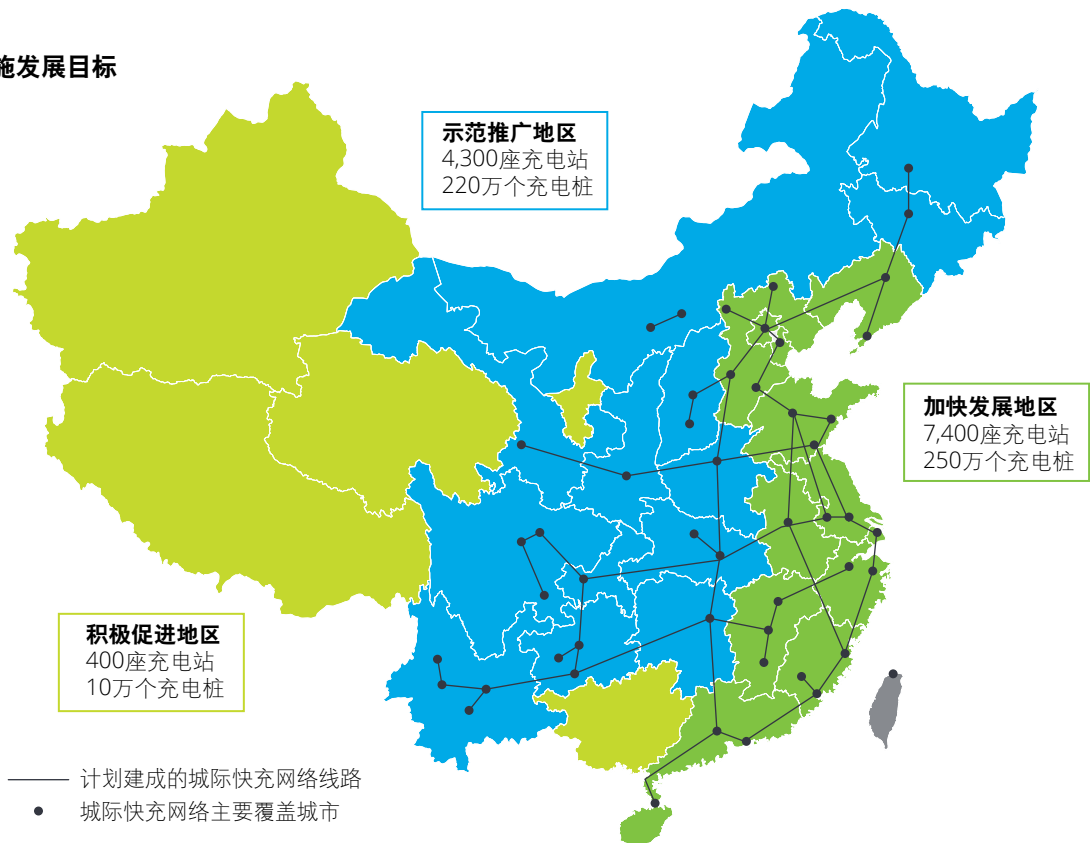 施发展目标
示范推广地区
4,300座充电站
220万个充电桩
加快发展地区
7,400座充电站
250万个充电桩
积极促进地区
400座充电站
10万个充电桩
计划建成的城际快充网络线路
城际快充网络主要覆盖城市